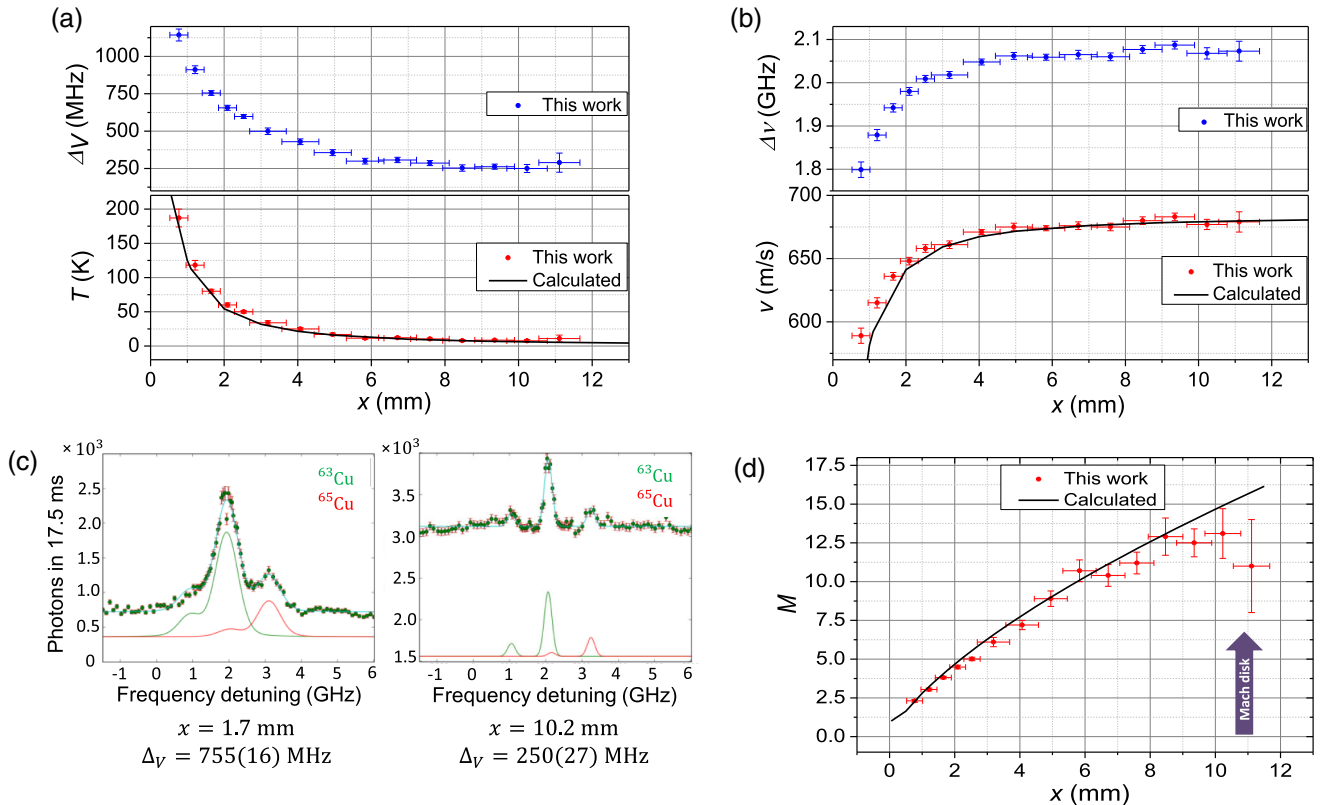 (a)
1000
750
500
250
ΔV (MHz)
This work
200
150
100
50
0
T (K)
This work
Calculated
0 2 4 6 8 10 12
x (mm)
(b)
2.1
2.0
1.9
1.8
Δν (GHz)
This work
700
650
600
v (m/s)
This work
Calculated
0 2 4 6 8 10 12
x (mm)
(c)
× 10³
3.0
2.5
2.0
1.5
1.0
0.5
0
Photons in 17.5 ms
⁶³Cu
⁶⁵Cu
-1 0 1 2 3 4 5 6
Frequency detuning (GHz)
x = 1.7 mm
Δ_V = 755(16) MHz
× 10³
3.6
3.0
2.5
2.0
1.5
⁶³Cu
⁶⁵Cu
-1 0 1 2 3 4 5 6
Frequency detuning (GHz)
x = 10.2 mm
Δ_V = 250(27) MHz
(d)
17.5
15.0
12.5
10.0
7.5
5.0
2.5
0.0
M
This work
Calculated
Mach disk
0 2 4 6 8 10 12
x (mm)